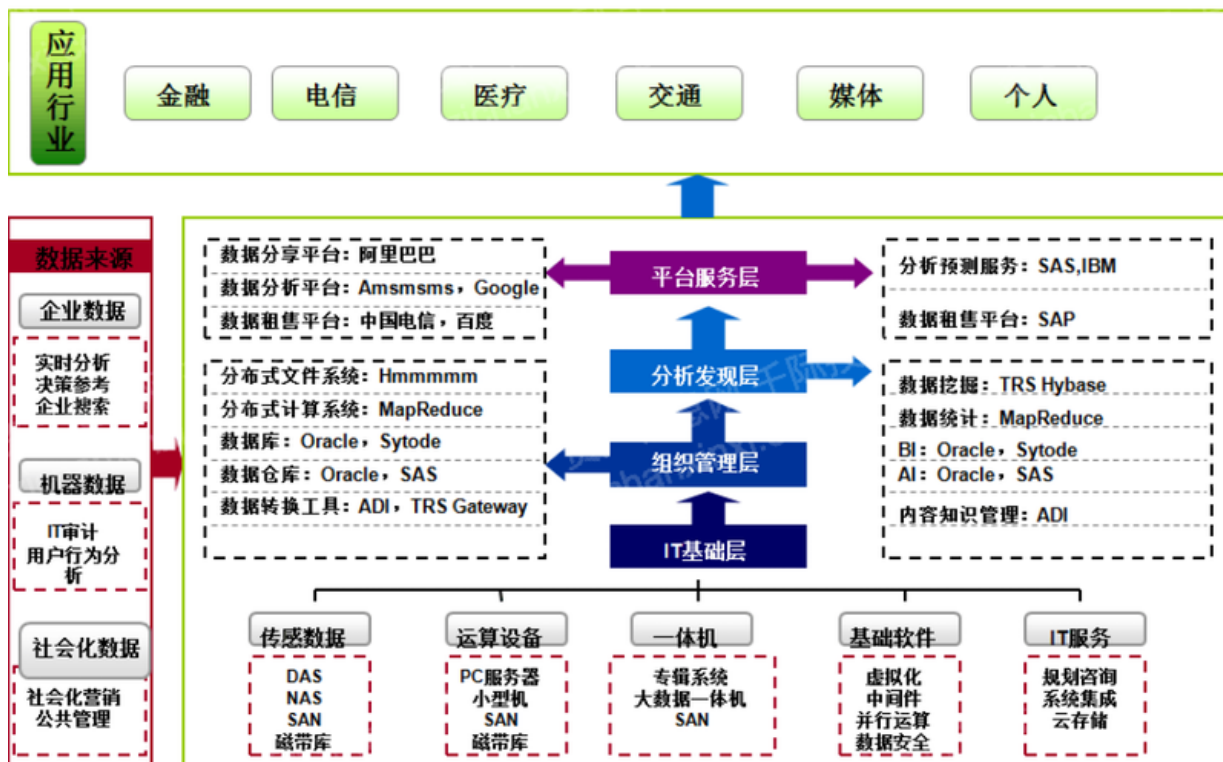 应用行业
金融
电信
医疗
交通
媒体
个人
数据来源
企业数据
实时分析
决策参考
企业搜索
机器数据
IT审计
用户行为分
析
社会化数据
社会化营销
公共管理
数据分享平台：阿里巴巴
数据分析平台：Amsmsms，Google
数据租售平台：中国电信，百度
分布式文件系统：Hmmmmm
分布式计算系统：MapReduce
数据库：Oracle，Sytode
数据仓库：Oracle，SAS
数据转换工具：ADI，TRS Gateway
平台服务层
分析发现层
组织管理层
IT基础层
分析预测服务：SAS,IBM
数据租售平台：SAP
数据挖掘：TRS Hybase
数据统计：MapReduce
BI：Oracle，Sytode
AI：Oracle，SAS
内容知识管理：ADI
传感数据
DAS
NAS
SAN
磁带库
运算设备
PC服务器
小型机
SAN
磁带库
一体机
专辑系统
大数据一体机
SAN
基础软件
虚拟化
中间件
并行运算
数据安全
IT服务
规划咨询
系统集成
云存储